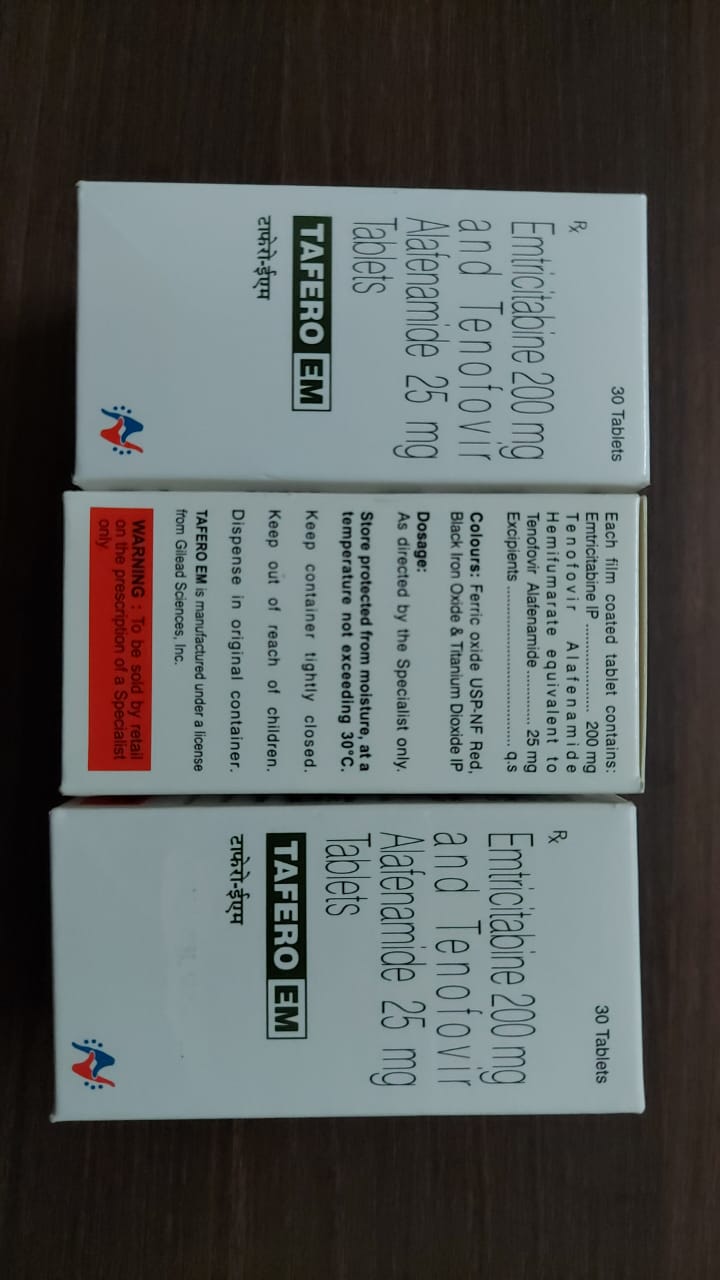 30 Tablets
Rx
Emtricitabine 200 mg
and Tenofovir
Alafenamide 25 mg
Tablets
TAFERO EM
टाफेरो-ईएम
Each film coated tablet contains:
Emtricitabine IP .................. 200 mg
Tenofovir Alafenamide
Hemifumarate equivalent to
Tenofovir Alafenamide ............ 25 mg
Excipients ................................ q.s
Colours: Ferric oxide USP-NF Red,
Black Iron Oxide & Titanium Dioxide IP
Dosage:
As directed by the Specialist only.
Store protected from moisture, at a
temperature not exceeding 30°C.
Keep container tightly closed.
Keep out of reach of children.
Dispense in original container.
TAFERO EM is manufactured under a license
from Gilead Sciences, Inc.
WARNING : To be sold by retail
on the prescription of a Specialist
only
30 Tablets
Rx
Emtricitabine 200 mg
and Tenofovir
Alafenamide 25 mg
Tablets
TAFERO EM
टाफेरो-ईएम